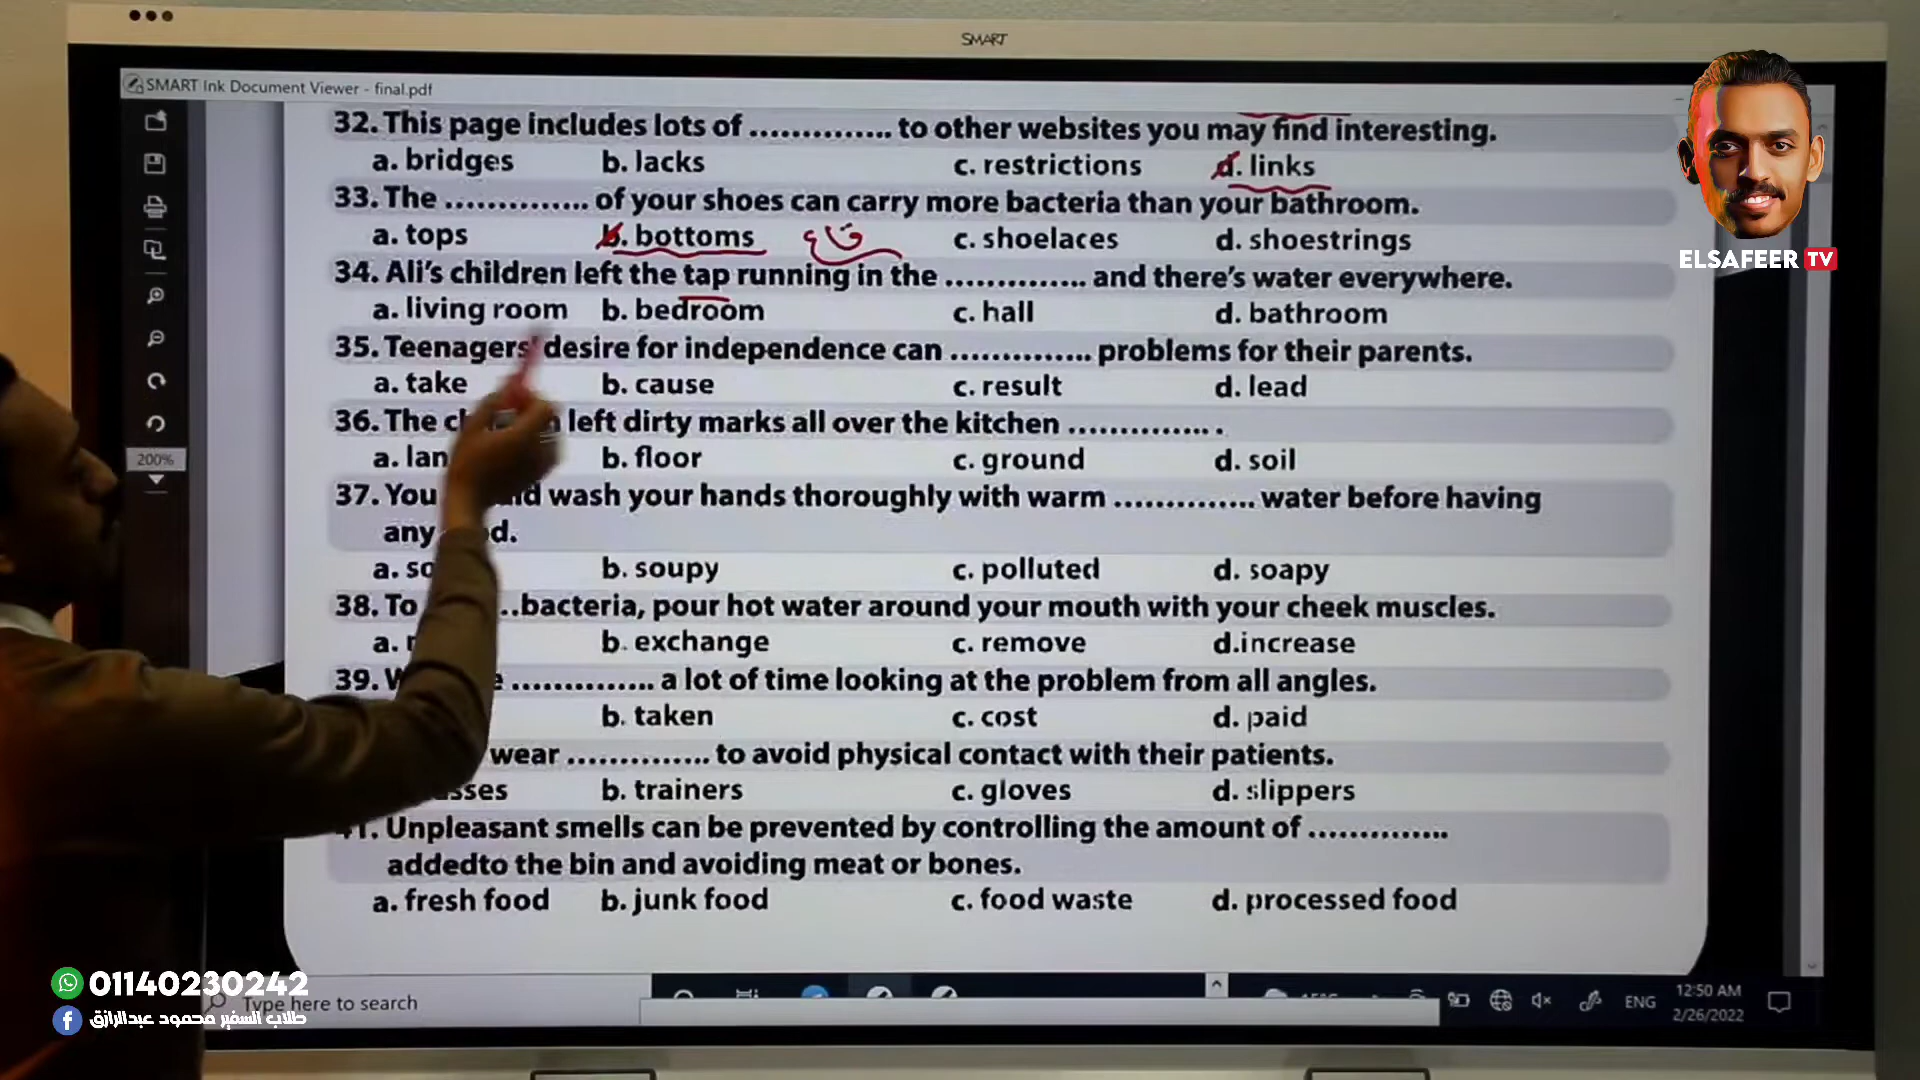 SMART
SMART Ink Document Viewer - final.pdf
32. This page includes lots of .............. to other websites you may find interesting.
a. bridges b. lacks c. restrictions d. links
33. The .............. of your shoes can carry more bacteria than your bathroom.
a. tops b. bottoms قاع c. shoelaces d. shoestrings
34. Ali's children left the tap running in the .............. and there's water everywhere.
a. living room b. bedroom c. hall d. bathroom
35. Teenagers' desire for independence can .............. problems for their parents.
a. take b. cause c. result d. lead
36. The left dirty marks all over the kitchen .............. .
a. b. floor c. ground d. soil
37. You wash your hands thoroughly with warm .............. water before having
any
a. b. soupy c. polluted d. soapy
38. To ..bacteria, pour hot water around your mouth with your cheek muscles.
a. b. exchange c. remove d.increase
39. .............. a lot of time looking at the problem from all angles.
b. taken c. cost d. paid
wear .............. to avoid physical contact with their patients.
b. trainers c. gloves d. slippers
41. Unpleasant smells can be prevented by controlling the amount of ..............
addedto the bin and avoiding meat or bones.
a. fresh food b. junk food c. food waste d. processed food
200%
ELSAFEER TV
01140230242
طلاب السفير محمود عبدالرازق
Type here to search
ENG
12:50 AM
2/26/2022